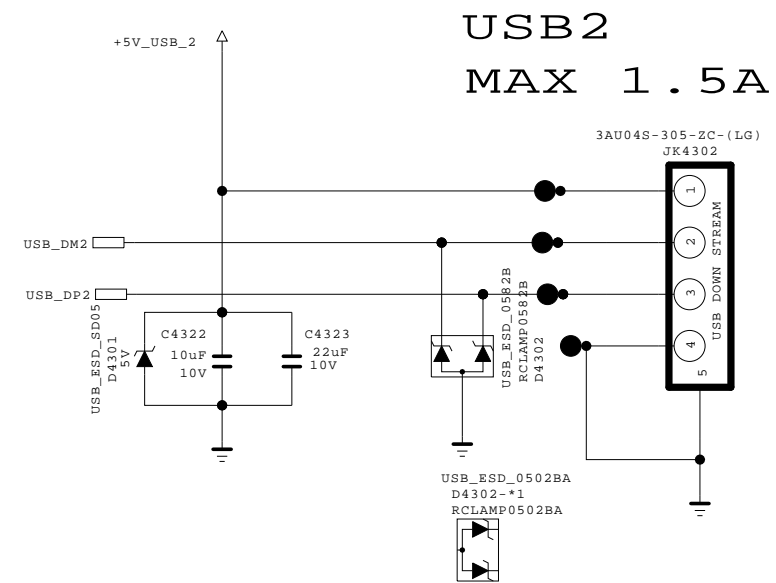 USB2
MAX 1.5A
+5V_USB_2
3AU04S-305-ZC-(LG)
JK4302
1
USB_DM2
2
USB DOWN STREAM
USB_DP2
3
4
5
USB_ESD_SD05
D4301
5V
C4322
10uF
10V
C4323
22uF
10V
USB_ESD_0582B
RCLAMP0582B
D4302
USB_ESD_0502BA
D4302-*1
RCLAMP0502BA